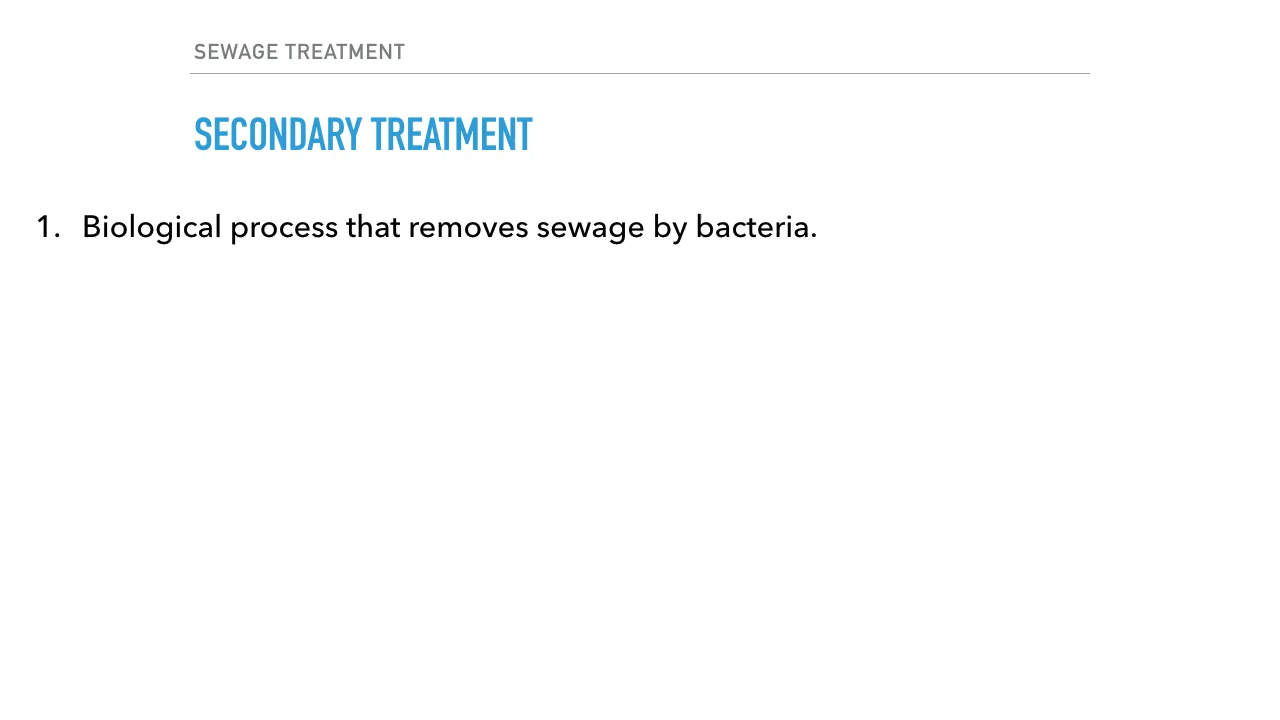 SEWAGE TREATMENT
SECONDARY TREATMENT
1. Biological process that removes sewage by bacteria.